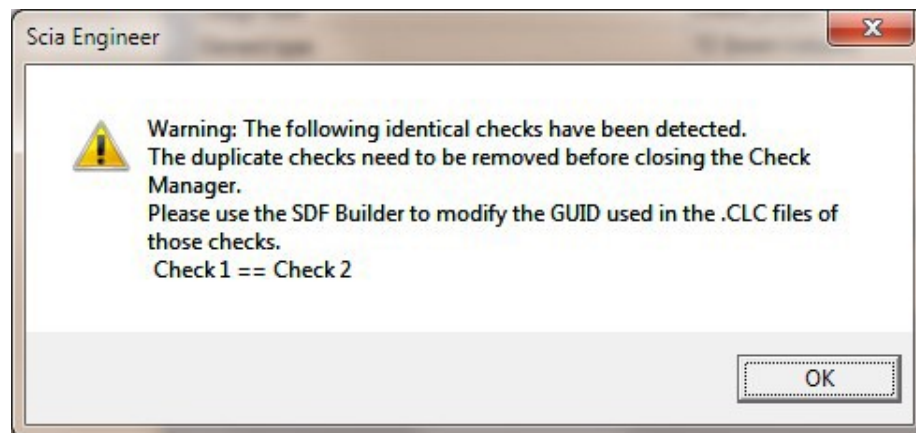 Scia Engineer
Warning: The following identical checks have been detected.
The duplicate checks need to be removed before closing the Check
Manager.
Please use the SDF Builder to modify the GUID used in the .CLC files of
those checks.
Check 1 == Check 2
OK